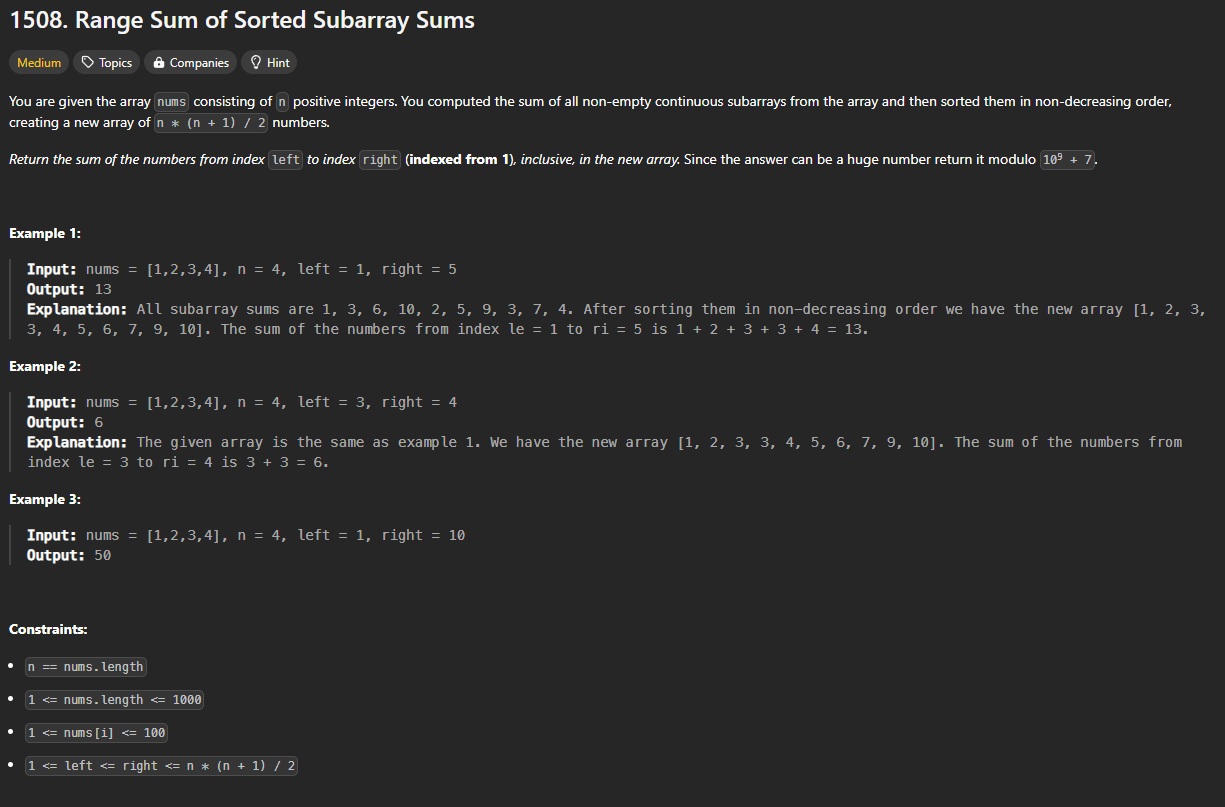 1508. Range Sum of Sorted Subarray Sums
Medium Topics Companies Hint
You are given the array nums consisting of n positive integers. You computed the sum of all non-empty continuous subarrays from the array and then sorted them in non-decreasing order,
creating a new array of n * (n + 1) / 2 numbers.
Return the sum of the numbers from index left to index right (indexed from 1), inclusive, in the new array. Since the answer can be a huge number return it modulo 10⁹ + 7.
Example 1:
Input: nums = [1,2,3,4], n = 4, left = 1, right = 5
Output: 13
Explanation: All subarray sums are 1, 3, 6, 10, 2, 5, 9, 3, 7, 4. After sorting them in non-decreasing order we have the new array [1, 2, 3,
3, 4, 5, 6, 7, 9, 10]. The sum of the numbers from index le = 1 to ri = 5 is 1 + 2 + 3 + 3 + 4 = 13.
Example 2:
Input: nums = [1,2,3,4], n = 4, left = 3, right = 4
Output: 6
Explanation: The given array is the same as example 1. We have the new array [1, 2, 3, 3, 4, 5, 6, 7, 9, 10]. The sum of the numbers from
index le = 3 to ri = 4 is 3 + 3 = 6.
Example 3:
Input: nums = [1,2,3,4], n = 4, left = 1, right = 10
Output: 50
Constraints:
• n == nums.length
• 1 <= nums.length <= 1000
• 1 <= nums[i] <= 100
• 1 <= left <= right <= n * (n + 1) / 2